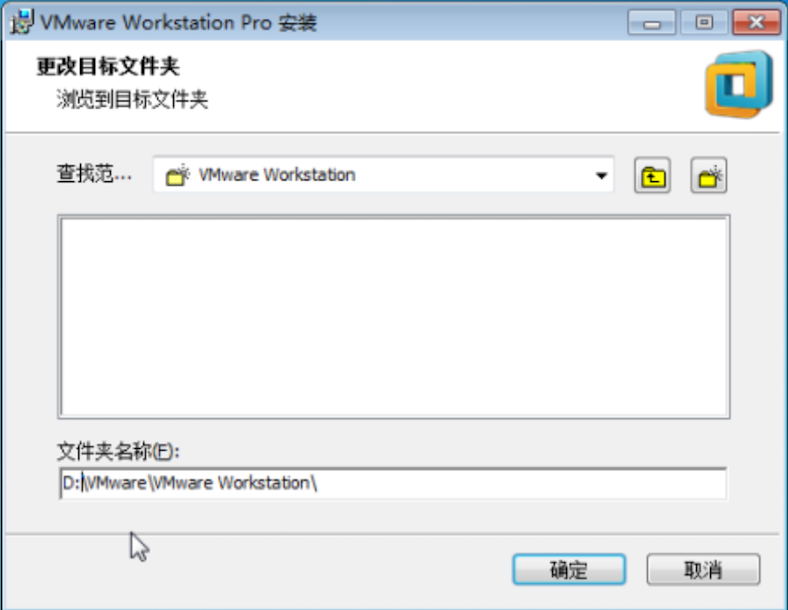 VMware Workstation Pro 安装
更改目标文件夹
浏览到目标文件夹
查找范...
VMware Workstation
文件夹名称(F):
D:\VMware\VMware Workstation\
确定
取消